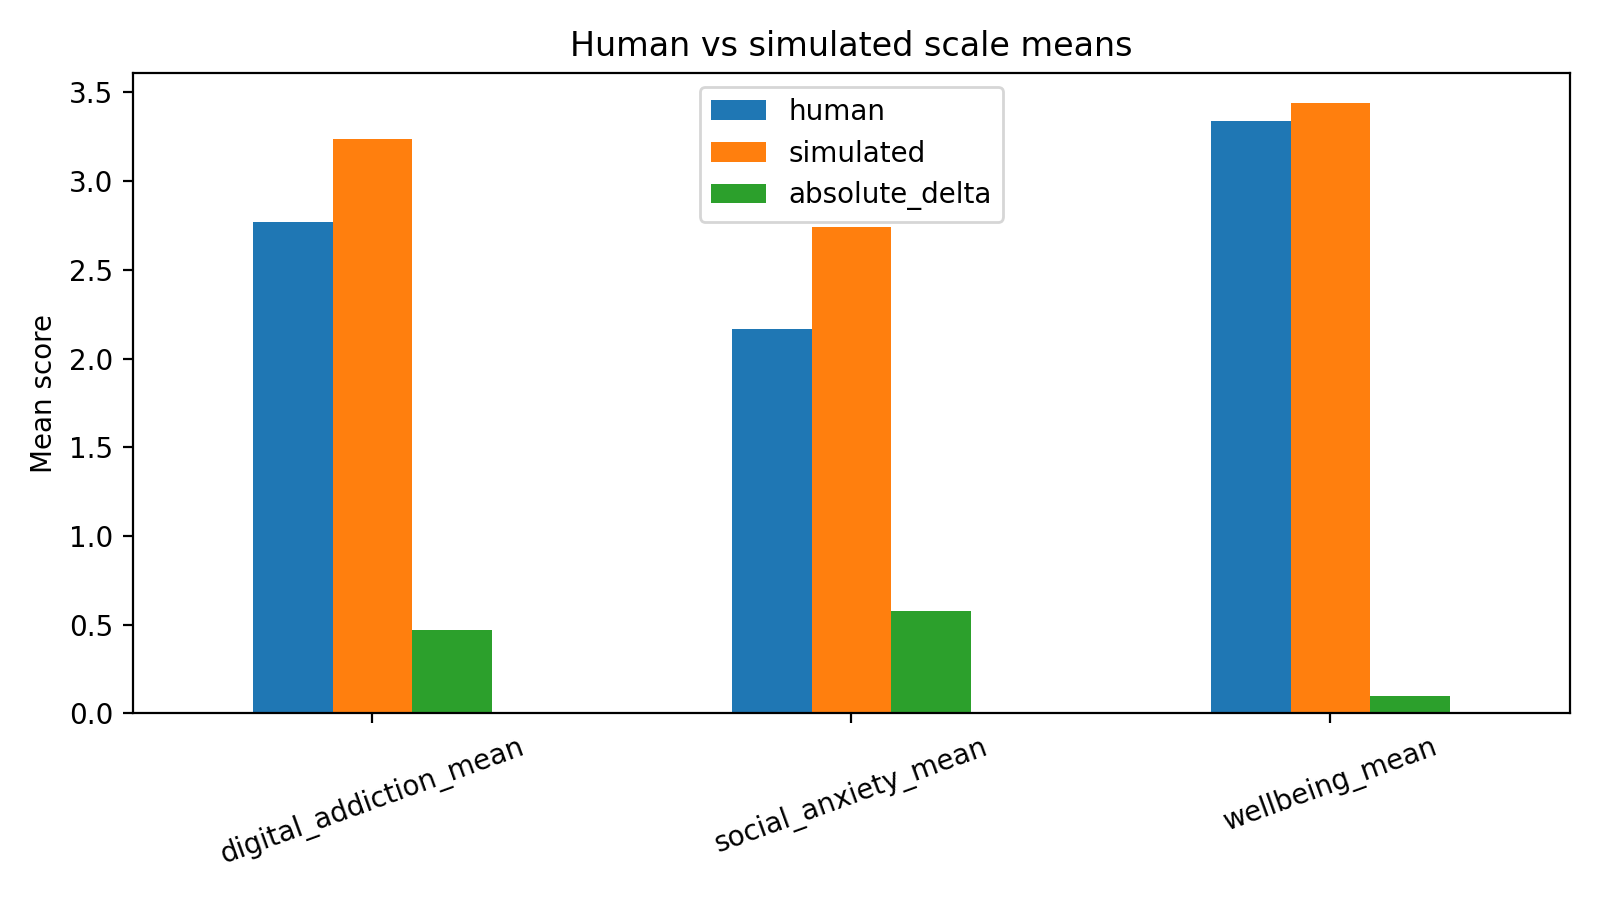 Human vs simulated scale means
human
simulated
absolute_delta
Mean score
3.5
3.0
2.5
2.0
1.5
1.0
0.5
0.0
digital_addiction_mean
social_anxiety_mean
wellbeing_mean